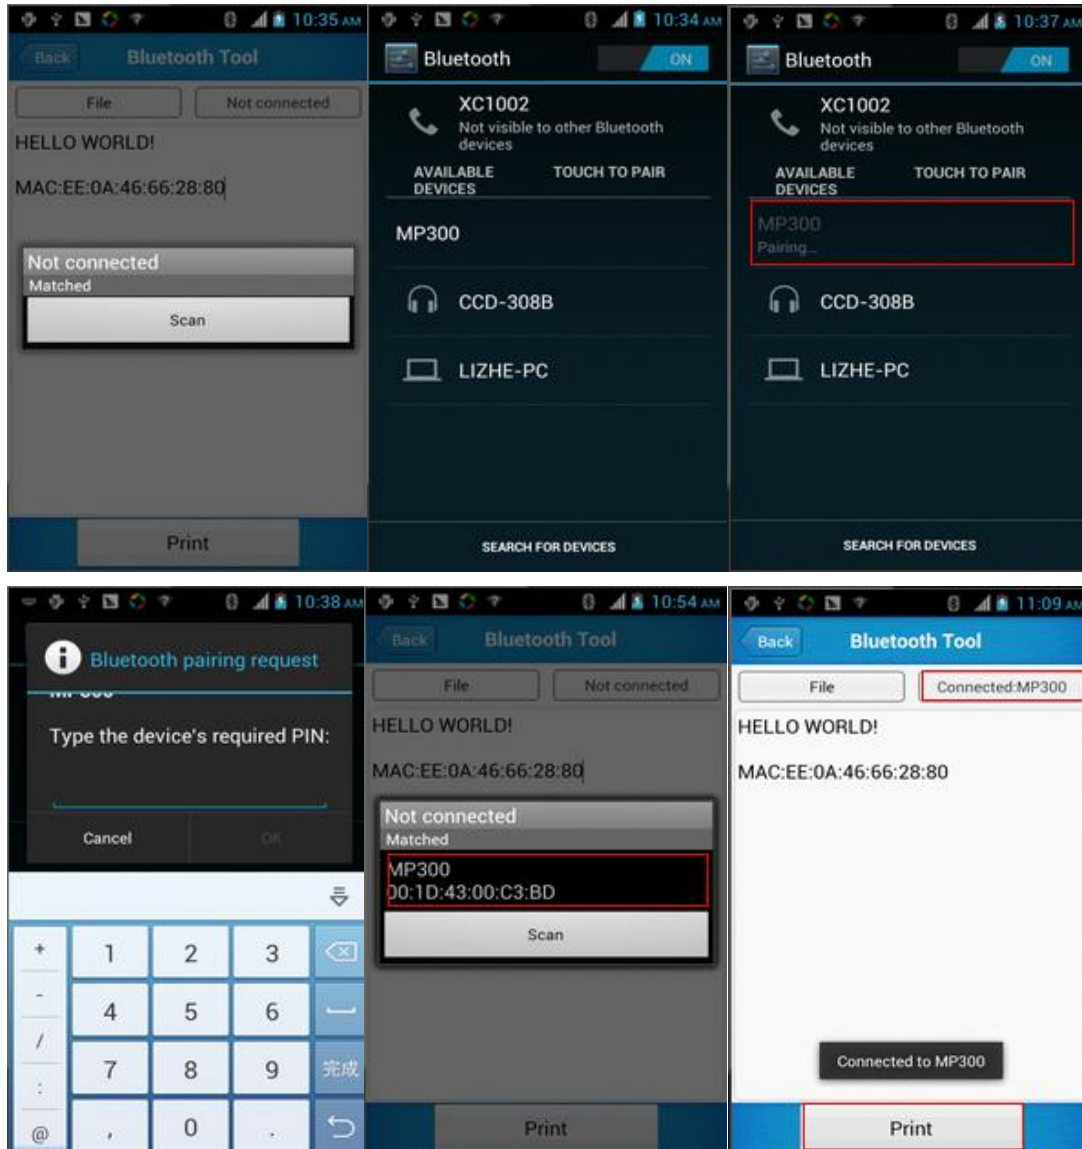 10:35 AM
Back Bluetooth Tool
File Not connected
HELLO WORLD!
MAC:EE:0A:46:66:28:80
Not connected
Matched
Scan
Print
10:34 AM
Bluetooth ON
XC1002
Not visible to other Bluetooth
devices
AVAILABLE TOUCH TO PAIR
DEVICES
MP300
CCD-308B
LIZHE-PC
SEARCH FOR DEVICES
10:37 AM
Bluetooth ON
XC1002
Not visible to other Bluetooth
devices
AVAILABLE TOUCH TO PAIR
DEVICES
MP300
Pairing...
CCD-308B
LIZHE-PC
SEARCH FOR DEVICES
10:38 AM
Bluetooth pairing request
MP300
Type the device's required PIN:
Cancel OK
+ 1 2 3
- 4 5 6
/ 7 8 9 完成
:
@ , 0 .
10:54 AM
Back Bluetooth Tool
File Not connected
HELLO WORLD!
MAC:EE:0A:46:66:28:80
Not connected
Matched
MP300
00:1D:43:00:C3:BD
Scan
Print
11:09 AM
Back Bluetooth Tool
File Connected:MP300
HELLO WORLD!
MAC:EE:0A:46:66:28:80
Connected to MP300
Print